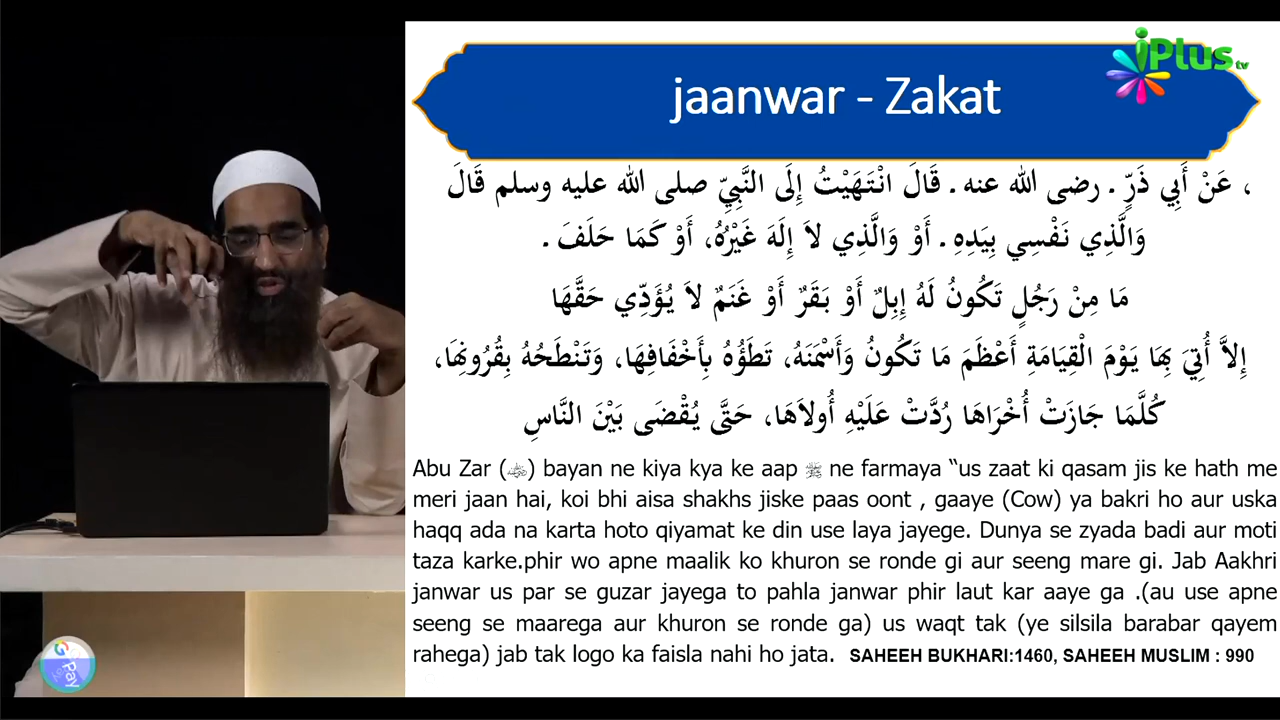 iPlus tv
jaanwar - Zakat
، عَنْ أَبِي ذَرٍّ ـ رضى الله عنه ـ قَالَ انْتَهَيْتُ إِلَى النَّبِيِّ صلى الله عليه وسلم قَالَ
وَالَّذِي نَفْسِي بِيَدِهِ ـ أَوْ وَالَّذِي لاَ إِلَهَ غَيْرُهُ، أَوْ كَمَا حَلَفَ ـ
مَا مِنْ رَجُلٍ تَكُونُ لَهُ إِبِلٌ أَوْ بَقَرٌ أَوْ غَنَمٌ لاَ يُؤَدِّي حَقَّهَا
إِلاَّ أُتِيَ بِهَا يَوْمَ الْقِيَامَةِ أَعْظَمَ مَا تَكُونُ وَأَسْمَنَهُ، تَطَؤُهُ بِأَخْفَافِهَا، وَتَنْطَحُهُ بِقُرُونِهَا،
كُلَّمَا جَازَتْ أُخْرَاهَا رُدَّتْ عَلَيْهِ أُولاَهَا، حَتَّى يُقْضَى بَيْنَ النَّاسِ
Abu Zar (رضي الله عنه) bayan ne kiya kya ke aap ﷺ ne farmaya “us zaat ki qasam jis ke hath me
meri jaan hai, koi bhi aisa shakhs jiske paas oont , gaaye (Cow) ya bakri ho aur uska
haqq ada na karta hoto qiyamat ke din use laya jayege. Dunya se zyada badi aur moti
taza karke.phir wo apne maalik ko khuron se ronde gi aur seeng mare gi. Jab Aakhri
janwar us par se guzar jayega to pahla janwar phir laut kar aaye ga .(au use apne
seeng se maarega aur khuron se ronde ga) us waqt tak (ye silsila barabar qayem
rahega) jab tak logo ka faisla nahi ho jata. SAHEEH BUKHARI:1460, SAHEEH MUSLIM : 990
G Pay